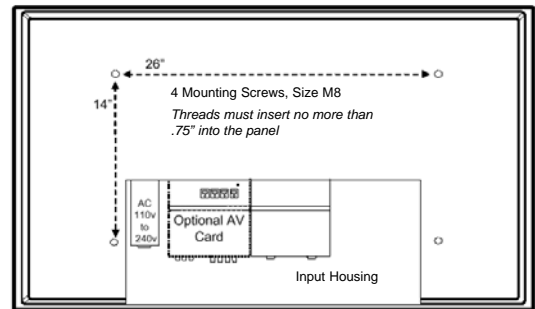 26"
4 Mounting Screws, Size M8
14"
Threads must insert no more than
.75" into the panel
AC
110v
to
240v
Optional AV
Card
Input Housing